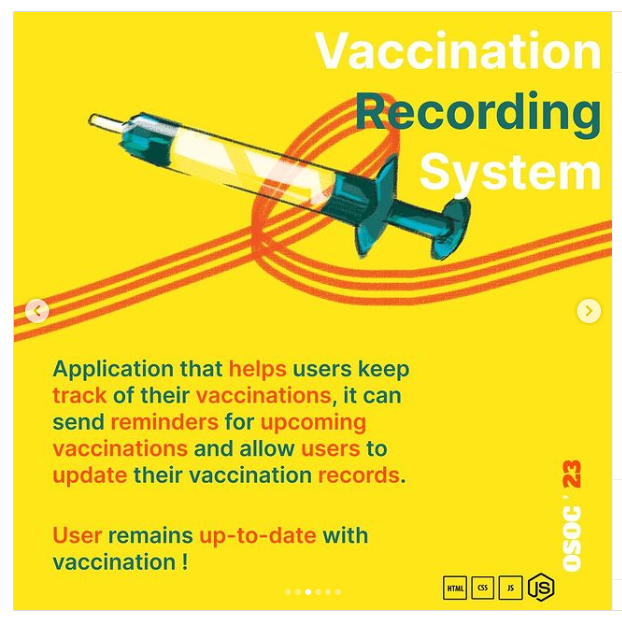 Vaccination
Recording
System
Application that helps users keep
track of their vaccinations, it can
send reminders for upcoming
vaccinations and allow users to
update their vaccination records.
User remains up-to-date with
vaccination !
OSOC ' 23
HTML CSS JS JS